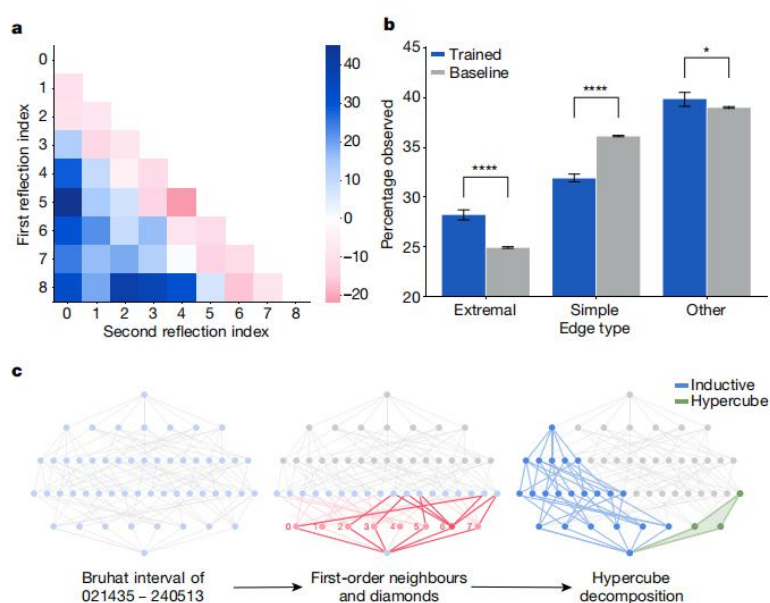 a
First reflection index
0
1
2
3
4
5
6
7
8
0 1 2 3 4 5 6 7 8
Second reflection index
40
30
20
10
0
−10
−20
b
Trained
Baseline
Percentage observed
45
40
35
30
25
20
****
****
*
Extremal Simple Other
Edge type
c
Inductive
Hypercube
0 1 2 3 4 5 6 7
Bruhat interval of
021435 – 240513
First-order neighbours
and diamonds
Hypercube
decomposition